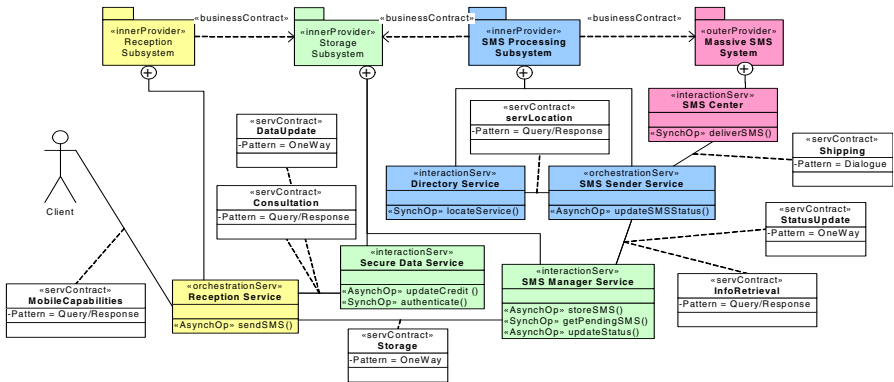 «businessContract»
«businessContract»
«businessContract»
«innerProvider»
Reception
Subsystem
«innerProvider»
Storage
Subsystem
«innerProvider»
SMS Processing
Subsystem
«outerProvider»
Massive SMS
System
«interactionServ»
SMS Center
«SynchOp» deliverSMS()
«servContract»
servLocation
-Pattern = Query/Response
«servContract»
DataUpdate
-Pattern = OneWay
«servContract»
Shipping
-Pattern = Dialogue
«interactionServ»
Directory Service
«SynchOp» locateService()
«orchestrationServ»
SMS Sender Service
«AsynchOp» updateSMSStatus()
«servContract»
Consultation
-Pattern = Query/Response
Client
«servContract»
StatusUpdate
-Pattern = OneWay
«interactionServ»
Secure Data Service
«AsynchOp» updateCredit()
«Synchop» authenticate()
«interactionServ»
SMS Manager Service
«AsynchOp» storeSMS()
«SynchOp» getPendingSMS()
«AsynchOp» updateStatus()
«servContract»
InfoRetrieval
-Pattern = Query/Response
«servContract»
MobileCapabilities
-Pattern = Query/Response
«orchestrationServ»
Reception Service
«AsynchOp» sendSMS()
«servContract»
Storage
-Pattern = OneWay